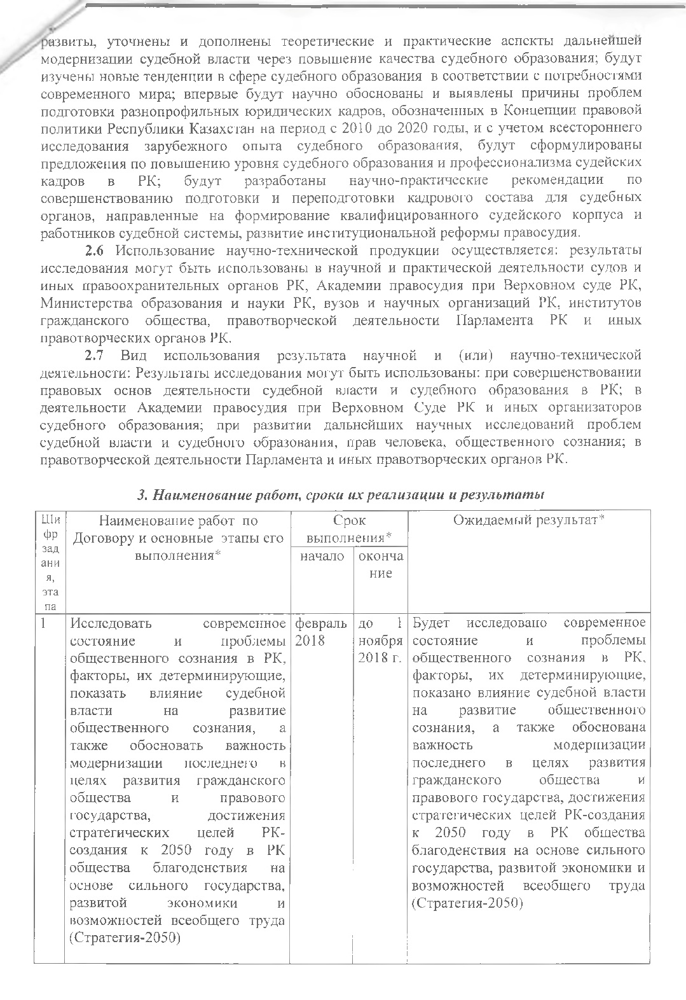 развиты, уточнены и дополнены теоретические и практические аспекты дальнейшей
модернизации судебной власти через повышение качества судебного образования; будут
изучены новые тенденции в сфере судебного образования в соответствии с потребностями
современного мира; впервые будут научно обоснованы и выявлены причины проблем
подготовки разнопрофильных юридических кадров, обозначенных в Концепции правовой
политики Республики Казахстан на период с 2010 до 2020 годы, и с учетом всестороннего
исследования зарубежного опыта судебного образования, будут сформулированы
предложения по повышению уровня судебного образования и профессионализма судейских
кадров в РК; будут разработаны научно-практические рекомендации по
совершенствованию подготовки и переподготовки кадрового состава для судебных
органов, направленные на формирование квалифицированного судейского корпуса и
работников судебной системы, развитие институциональной реформы правосудия.
2.6 Использование научно-технической продукции осуществляется: результаты
исследования могут быть использованы в научной и практической деятельности судов и
иных правоохранительных органов РК, Академии правосудия при Верховном суде РК,
Министерства образования и науки РК, вузов и научных организаций РК, институтов
гражданского общества, правотворческой деятельности Парламента РК и иных
правотворческих органов РК.
2.7 Вид использования результата научной и (или) научно-технической
деятельности: Результаты исследования могут быть использованы: при совершенствовании
правовых основ деятельности судебной власти и судебного образования в РК; в
деятельности Академии правосудия при Верховном Суде РК и иных организаторов
судебного образования; при развитии дальнейших научных исследований проблем
судебной власти и судебного образования, прав человека, общественного сознания; в
правотворческой деятельности Парламента и иных правотворческих органов РК.
3. Наименование работ, сроки их реализации и результаты
Ши
фр
зад
ани
я,
эта
па
Наименование работ по
Договору и основные этапы его
выполнения*
Срок
выполнения*
начало
оконча
ние
Ожидаемый результат*
1
Исследовать современное
состояние и проблемы
общественного сознания в РК,
факторы, их детерминирующие,
показать влияние судебной
власти на развитие
общественного сознания, а
также обосновать важность
модернизации последнего в
целях развития гражданского
общества и правового
государства, достижения
стратегических целей РК-
создания к 2050 году в РК
общества благоденствия на
основе сильного государства,
развитой экономики и
возможностей всеобщего труда
(Стратегия-2050)
февраль
2018
до 1
ноября
2018 г.
Будет исследовано современное
состояние и проблемы
общественного сознания в РК,
факторы, их детерминирующие,
показано влияние судебной власти
на развитие общественного
сознания, а также обоснована
важность модернизации
последнего в целях развития
гражданского общества и
правового государства, достижения
стратегических целей РК-создания
к 2050 году в РК общества
благоденствия на основе сильного
государства, развитой экономики и
возможностей всеобщего труда
(Стратегия-2050)